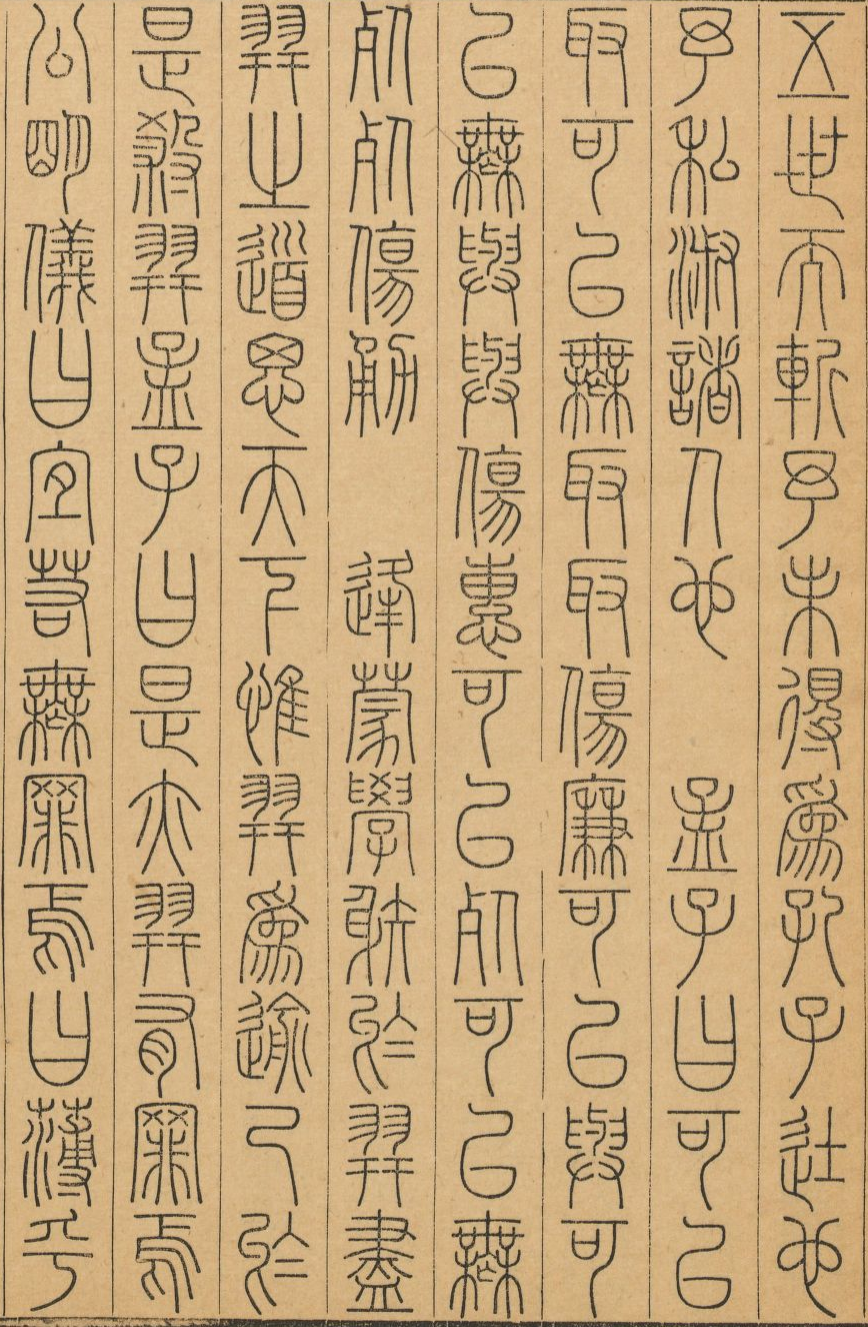 五世而斬予未得爲孔子徒也
予私淑諸人也　孟子曰可以
取可以無取取傷廉可以與可
以無與與傷惠可以死可以無
死死傷勇　逢蒙學射於羿盡
羿之道思天下惟羿爲逾己於
是殺羿孟子曰是亦羿有罪焉
公明儀曰宜若無罪焉曰薄乎